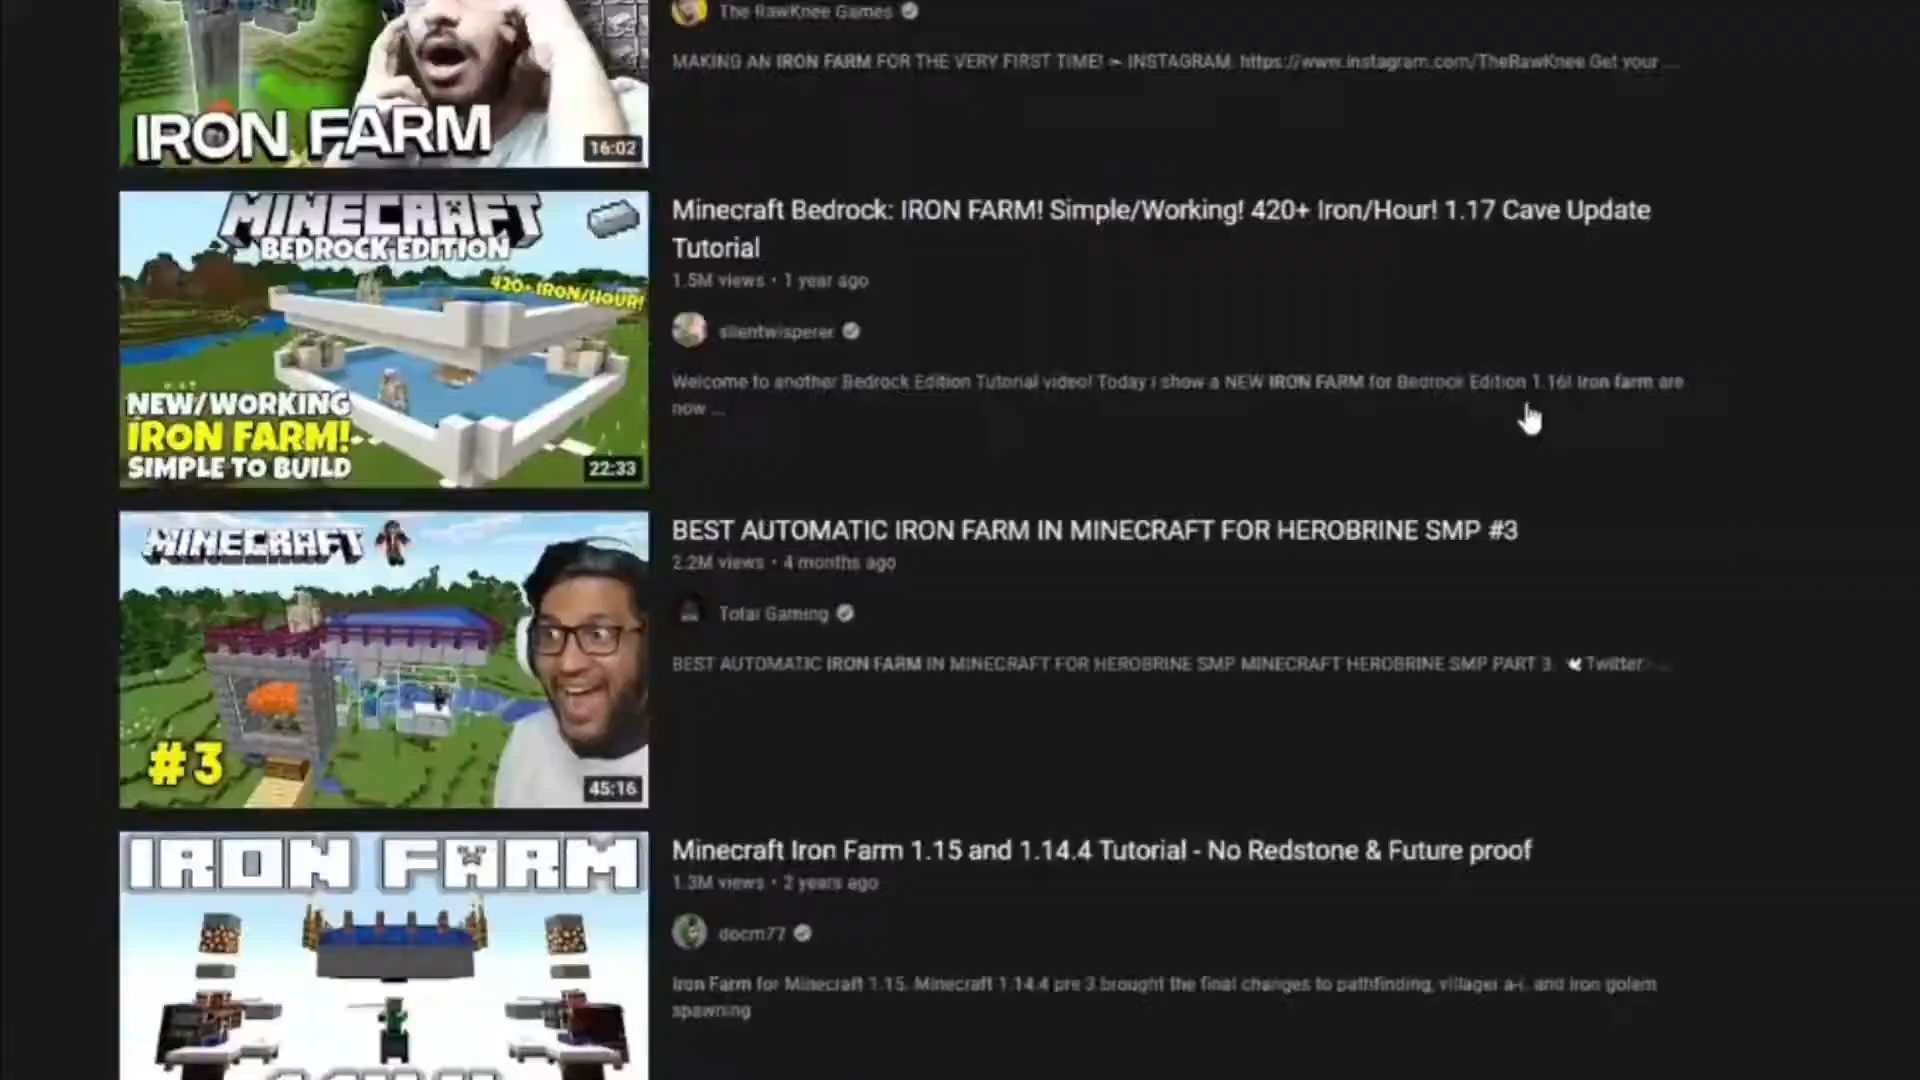 The RawKnee Games
MAKING AN IRON FARM FOR THE VERY FIRST TIME! ➳ INSTAGRAM: https://www.instagram.com/TheRawKnee Get your ...
IRON FARM
16:02
MINECRAFT
BEDROCK EDITION
420+ IRON/HOUR!
NEW/WORKING
IRON FARM!
SIMPLE TO BUILD
22:33
Minecraft Bedrock: IRON FARM! Simple/Working! 420+ Iron/Hour! 1.17 Cave Update
Tutorial
1.5M views • 1 year ago
silentwisperer
Welcome to another Bedrock Edition Tutorial video! Today i show a NEW IRON FARM for Bedrock Edition 1.16! Iron farm are
now ...
MINECRAFT
#3
45:16
BEST AUTOMATIC IRON FARM IN MINECRAFT FOR HEROBRINE SMP #3
2.2M views • 4 months ago
Total Gaming
BEST AUTOMATIC IRON FARM IN MINECRAFT FOR HEROBRINE SMP MINECRAFT HEROBRINE SMP PART 3. Twitter ...
IRON FARM
Minecraft Iron Farm 1.15 and 1.14.4 Tutorial - No Redstone & Future proof
1.3M views • 2 years ago
docm77
Iron Farm for Minecraft 1.15. Minecraft 1.14.4 pre 3 brought the final changes to pathfinding, villager a.i. and iron golem
spawning